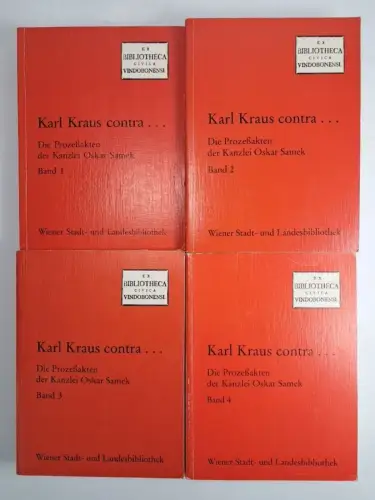 EX
BIBLIOTHECA
CIVICA
VINDOBONENSI
Karl Kraus contra . . .
Die Prozeßakten
der Kanzlei Oskar Samek
Band 1
Wiener Stadt- und Landesbibliothek
EX
BIBLIOTHECA
CIVICA
VINDOBONENSI
Karl Kraus contra . . .
Die Prozeßakten
der Kanzlei Oskar Samek
Band 2
Wiener Stadt- und Landesbibliothek
EX
BIBLIOTHECA
CIVICA
VINDOBONENSI
Karl Kraus contra . . .
Die Prozeßakten
der Kanzlei Oskar Samek
Band 3
Wiener Stadt- und Landesbibliothek
EX
BIBLIOTHECA
CIVICA
VINDOBONENSI
Karl Kraus contra . . .
Die Prozeßakten
der Kanzlei Oskar Samek
Band 4
Wiener Stadt- und Landesbibliothek